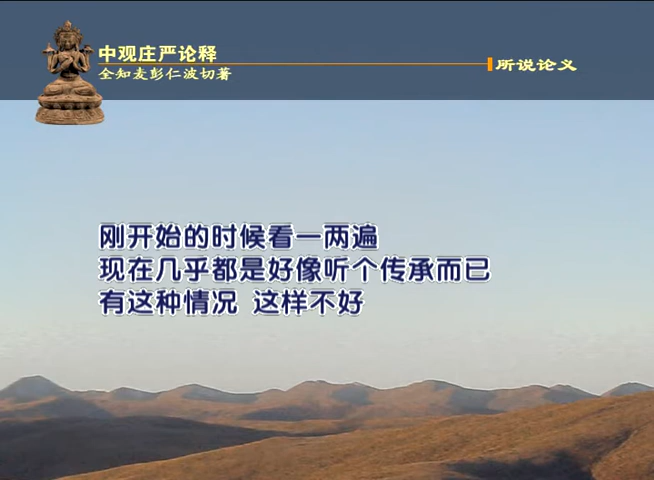 中观庄严论释
全知麦彭仁波切著
所说论义
刚开始的时候看一两遍
现在几乎都是好像听个传承而已
有这种情况 这样不好